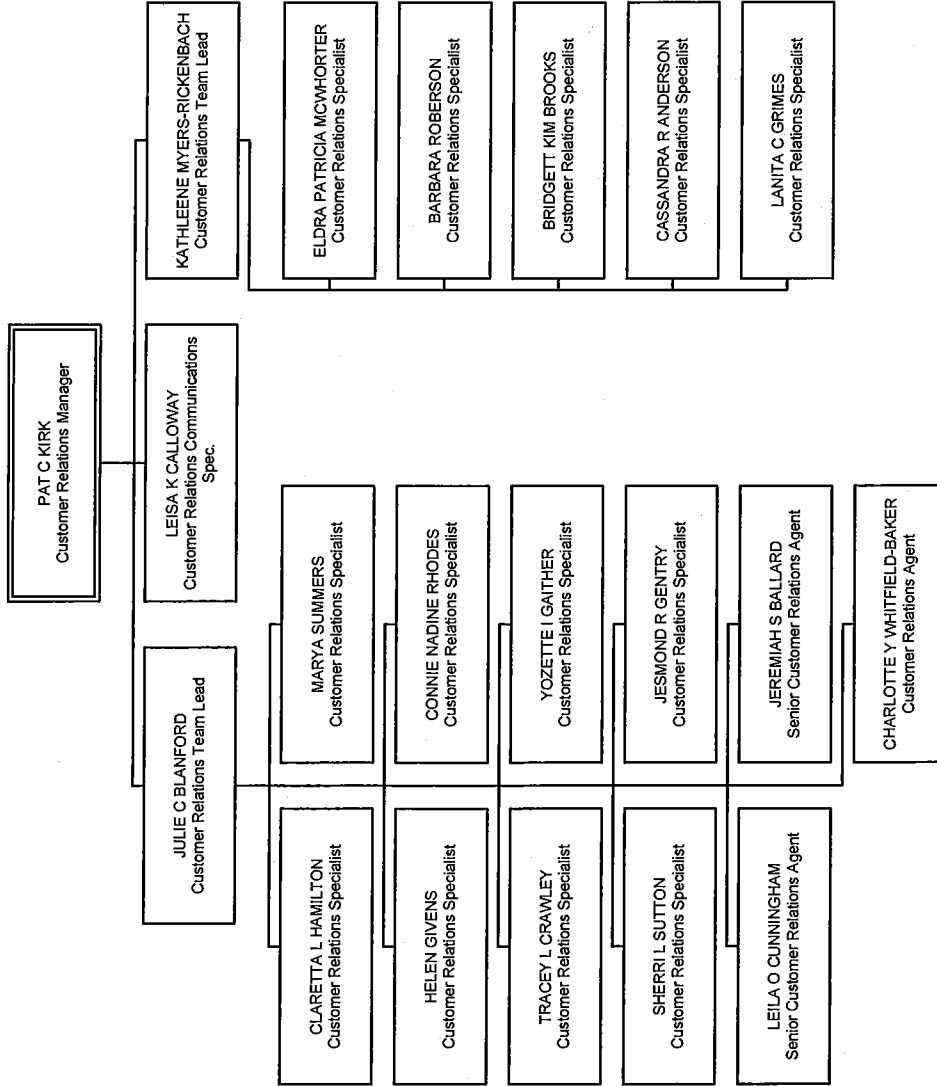 PAT C KIRK
Customer Relations Manager
JULIE C BLANFORD
Customer Relations Team Lead
LEISA K CALLOWAY
Customer Relations Communications
Spec.
KATHLEENE MYERS-RICKENBACH
Customer Relations Team Lead
CLARETTA L HAMILTON
Customer Relations Specialist
MARY A SUMMERS
Customer Relations Specialist
HELEN GIVENS
Customer Relations Specialist
CONNIE NADINE RHODES
Customer Relations Specialist
TRACEY L CRAWLEY
Customer Relations Specialist
YOZETTE I GAITHER
Customer Relations Specialist
SHERRI L SUTTON
Customer Relations Specialist
JESMOND R GENTRY
Customer Relations Specialist
LEILA O CUNNINGHAM
Senior Customer Relations Agent
JEREMIAH S BALLARD
Senior Customer Relations Agent
CHARLOTTE Y WHITFIELD-BAKER
Customer Relations Agent
ELDRA PATRICIA MCWHORTER
Customer Relations Specialist
BARBARA ROBERSON
Customer Relations Specialist
BRIDGETT KIM BROOKS
Customer Relations Specialist
CASSANDRA R ANDERSON
Customer Relations Specialist
LANITA C GRIMES
Customer Relations Specialist